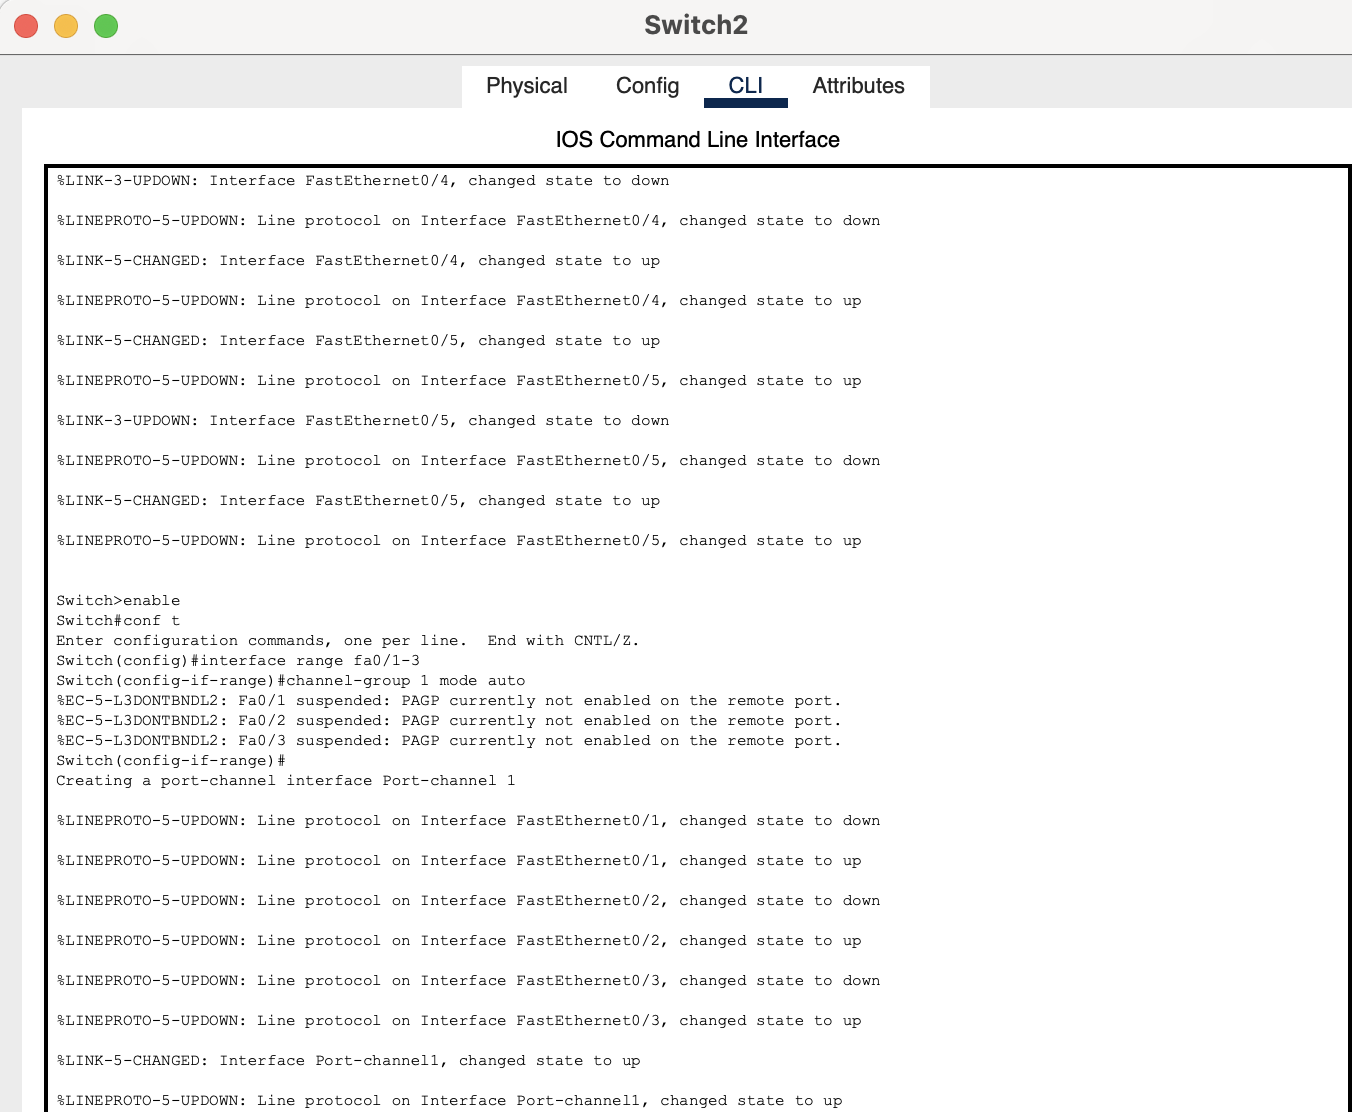 Switch2
Physical Config CLI Attributes
IOS Command Line Interface
%LINK-3-UPDOWN: Interface FastEthernet0/4, changed state to down
%LINEPROTO-5-UPDOWN: Line protocol on Interface FastEthernet0/4, changed state to down
%LINK-5-CHANGED: Interface FastEthernet0/4, changed state to up
%LINEPROTO-5-UPDOWN: Line protocol on Interface FastEthernet0/4, changed state to up
%LINK-5-CHANGED: Interface FastEthernet0/5, changed state to up
%LINEPROTO-5-UPDOWN: Line protocol on Interface FastEthernet0/5, changed state to up
%LINK-3-UPDOWN: Interface FastEthernet0/5, changed state to down
%LINEPROTO-5-UPDOWN: Line protocol on Interface FastEthernet0/5, changed state to down
%LINK-5-CHANGED: Interface FastEthernet0/5, changed state to up
%LINEPROTO-5-UPDOWN: Line protocol on Interface FastEthernet0/5, changed state to up
Switch>enable
Switch#conf t
Enter configuration commands, one per line.  End with CNTL/Z.
Switch(config)#interface range fa0/1-3
Switch(config-if-range)#channel-group 1 mode auto
%EC-5-L3DONTBNDL2: Fa0/1 suspended: PAGP currently not enabled on the remote port.
%EC-5-L3DONTBNDL2: Fa0/2 suspended: PAGP currently not enabled on the remote port.
%EC-5-L3DONTBNDL2: Fa0/3 suspended: PAGP currently not enabled on the remote port.
Switch(config-if-range)#
Creating a port-channel interface Port-channel 1
%LINEPROTO-5-UPDOWN: Line protocol on Interface FastEthernet0/1, changed state to down
%LINEPROTO-5-UPDOWN: Line protocol on Interface FastEthernet0/1, changed state to up
%LINEPROTO-5-UPDOWN: Line protocol on Interface FastEthernet0/2, changed state to down
%LINEPROTO-5-UPDOWN: Line protocol on Interface FastEthernet0/2, changed state to up
%LINEPROTO-5-UPDOWN: Line protocol on Interface FastEthernet0/3, changed state to down
%LINEPROTO-5-UPDOWN: Line protocol on Interface FastEthernet0/3, changed state to up
%LINK-5-CHANGED: Interface Port-channel1, changed state to up
%LINEPROTO-5-UPDOWN: Line protocol on Interface Port-channel1, changed state to up